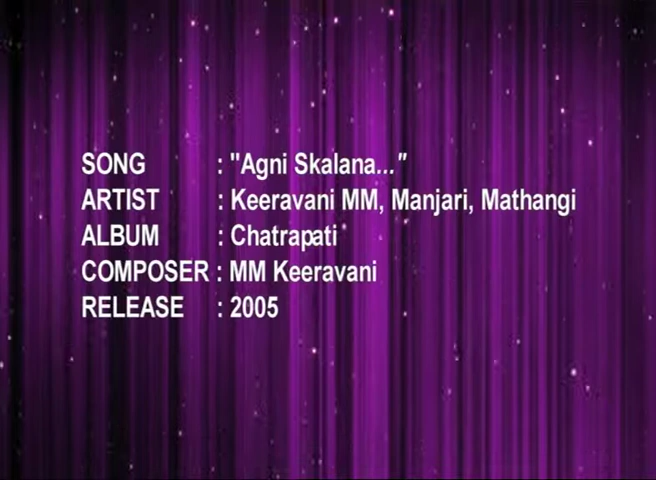 SONG : "Agni Skalana..."
ARTIST : Keeravani MM, Manjari, Mathangi
ALBUM : Chatrapati
COMPOSER : MM Keeravani
RELEASE : 2005